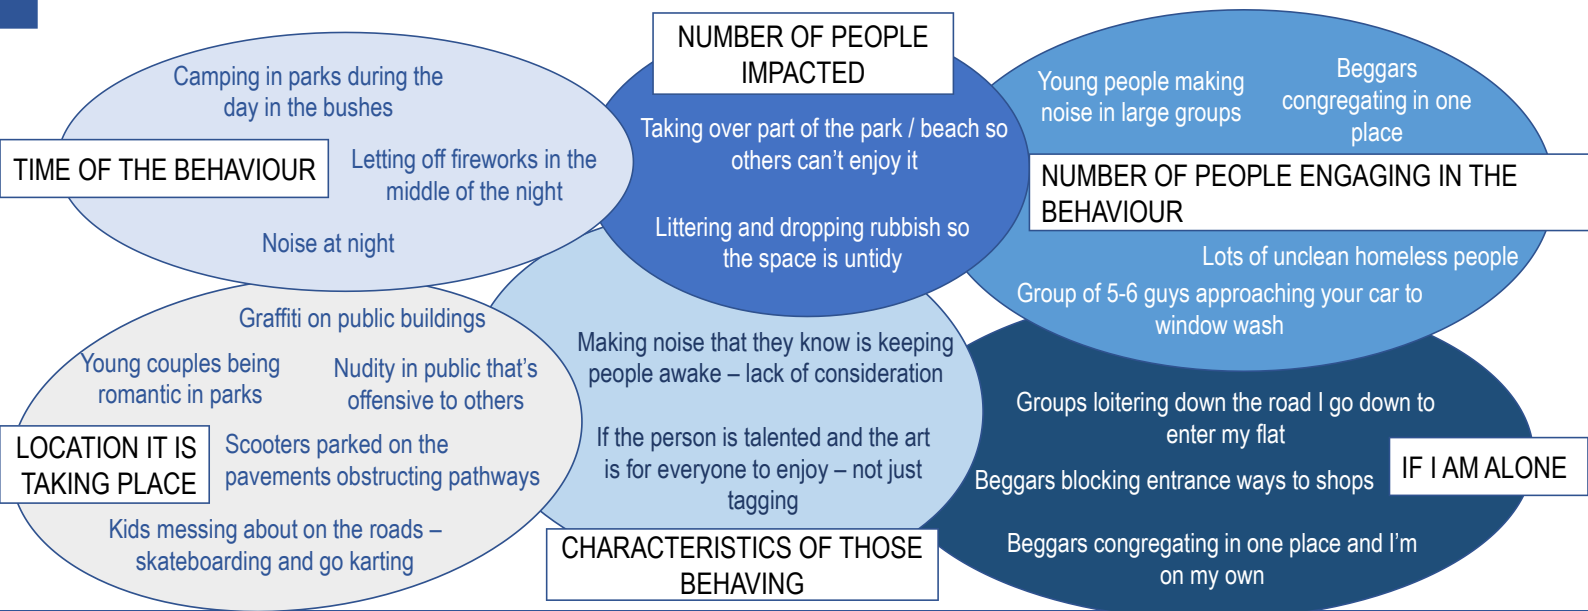 TIME OF THE BEHAVIOUR
Camping in parks during the
day in the bushes
Letting off fireworks in the
middle of the night
Noise at night
NUMBER OF PEOPLE
IMPACTED
Taking over part of the park / beach so
others can't enjoy it
Littering and dropping rubbish so
the space is untidy
Young people making
noise in large groups
Beggars
congregating in one
place
NUMBER OF PEOPLE ENGAGING IN THE
BEHAVIOUR
Lots of unclean homeless people
Group of 5-6 guys approaching your car to
window wash
Graffiti on public buildings
Young couples being
romantic in parks
Nudity in public that's
offensive to others
LOCATION IT IS
TAKING PLACE
Scooters parked on the
pavements obstructing pathways
Kids messing about on the roads –
skateboarding and go karting
Making noise that they know is keeping
people awake – lack of consideration
If the person is talented and the art
is for everyone to enjoy – not just
tagging
CHARACTERISTICS OF THOSE
BEHAVING
Groups loitering down the road I go down to
enter my flat
IF I AM ALONE
Beggars blocking entrance ways to shops
Beggars congregating in one place and I'm
on my own